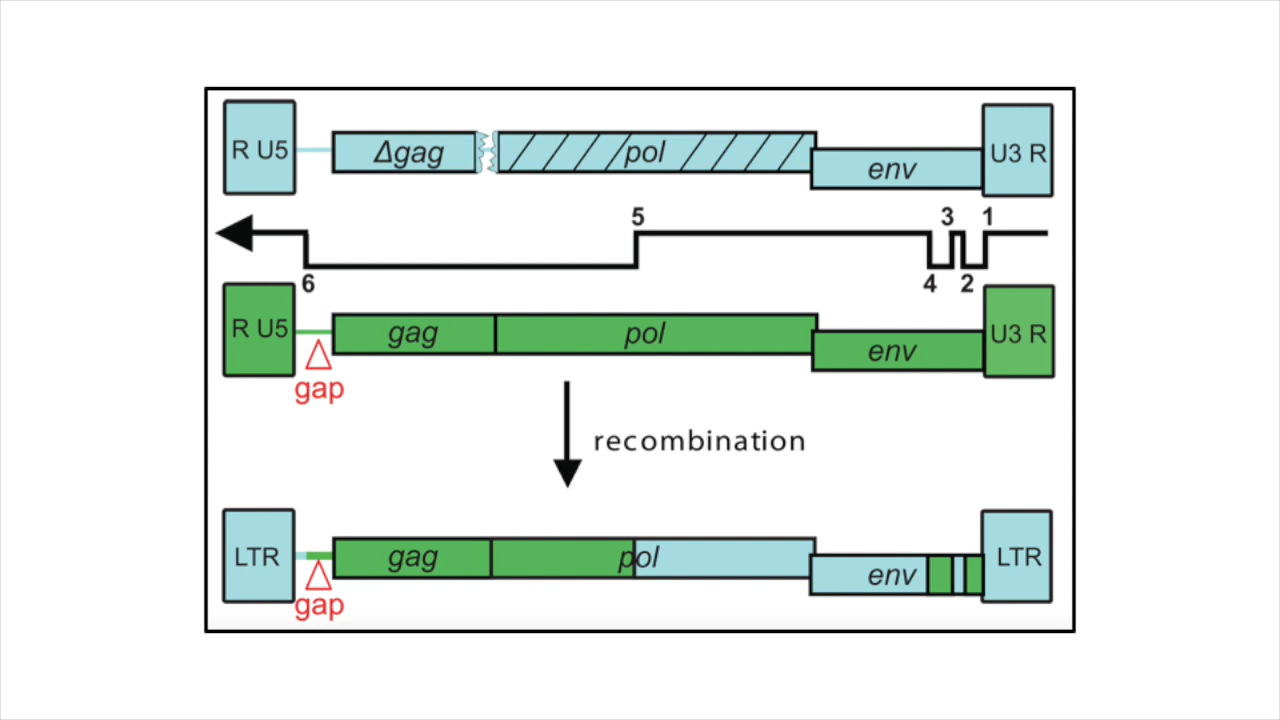 R U5 Δgag pol env U3 R
5 3 1
6 4 2
R U5 gag pol env U3 R
gap
recombination
LTR gag pol env LTR
gap